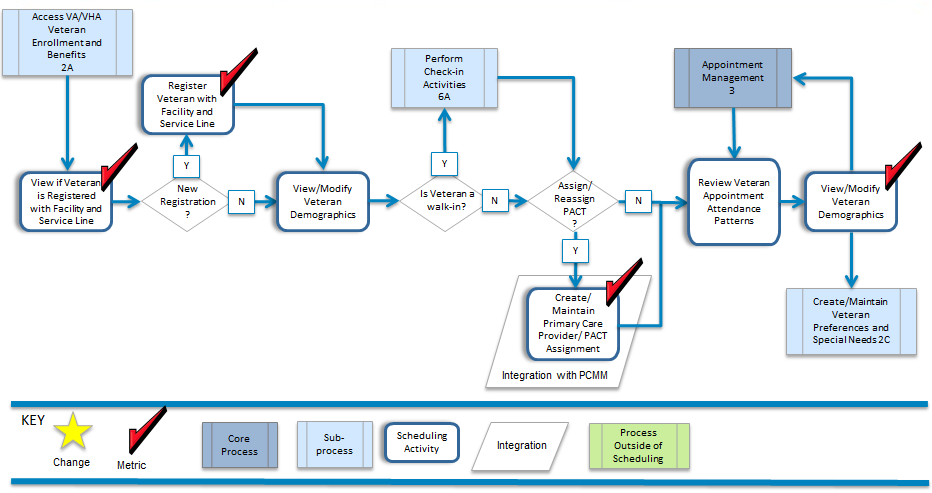 Access VA/VHA
Veteran
Enrollment and
Benefits
2A
Register
Veteran with
Facility and
Service Line
Perform
Check-in
Activities
6A
Appointment
Management
3
Y
Y
View if Veteran
is Registered
with Facility and
Service Line
New
Registration
?
N
View/Modify
Veteran
Demographics
Is Veteran a
walk-in?
N
Assign/
Reassign
PACT
?
N
Review Veteran
Appointment
Attendance
Patterns
View/Modify
Veteran
Demographics
Y
Create/
Maintain
Primary Care
Provider/ PACT
Assignment
Integration with PCMM
Create/Maintain
Veteran
Preferences and
Special Needs 2C
KEY
Change
Metric
Core
Process
Sub-
process
Scheduling
Activity
Integration
Process
Outside of
Scheduling